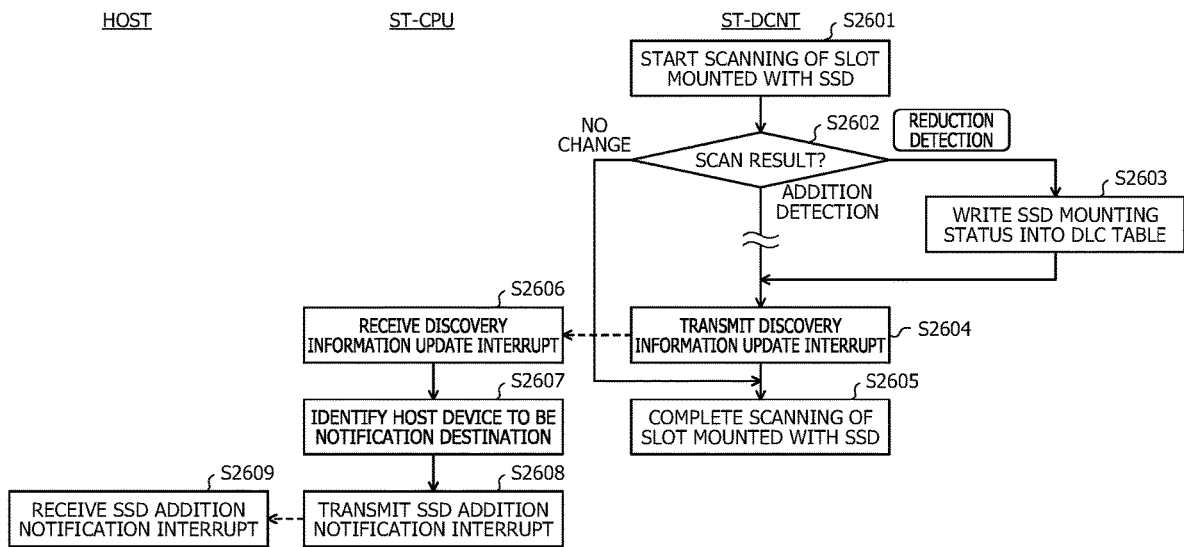 HOST
ST-CPU
ST-DCNT
S2601
START SCANNING OF SLOT
MOUNTED WITH SSD
NO
CHANGE
S2602
REDUCTION
DETECTION
SCAN RESULT?
ADDITION
DETECTION
S2603
WRITE SSD MOUNTING
STATUS INTO DLC TABLE
S2606
RECEIVE DISCOVERY
INFORMATION UPDATE INTERRUPT
TRANSMIT DISCOVERY
INFORMATION UPDATE INTERRUPT
S2604
S2607
IDENTIFY HOST DEVICE TO BE
NOTIFICATION DESTINATION
S2605
COMPLETE SCANNING OF
SLOT MOUNTED WITH SSD
S2609
RECEIVE SSD ADDITION
NOTIFICATION INTERRUPT
S2608
TRANSMIT SSD ADDITION
NOTIFICATION INTERRUPT